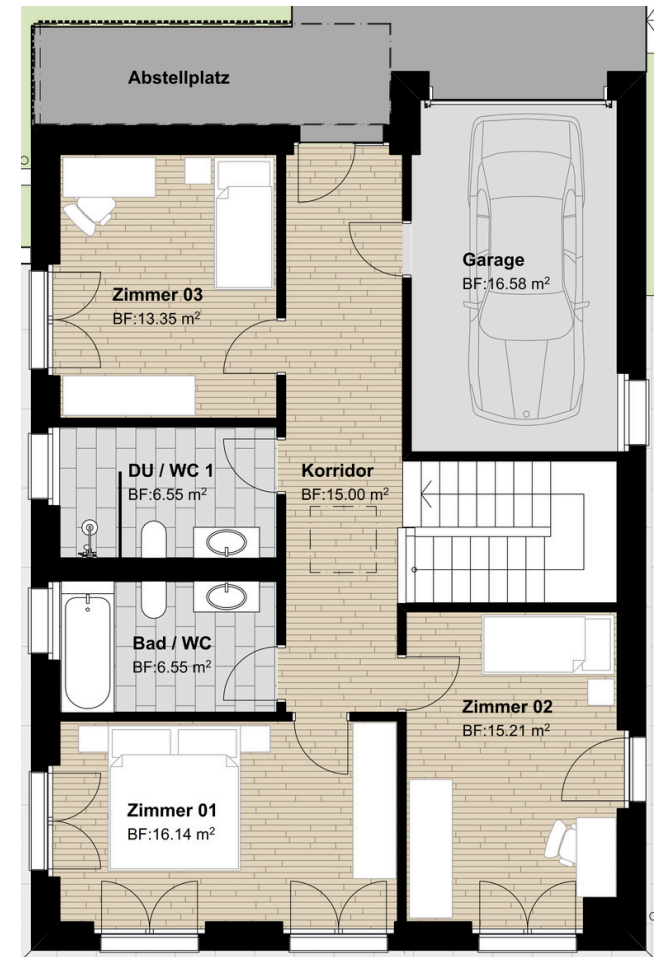 Abstellplatz
Garage
BF:16.58 m²
Zimmer 03
BF:13.35 m²
DU / WC 1
BF:6.55 m²
Korridor
BF:15.00 m²
Bad / WC
BF:6.55 m²
Zimmer 02
BF:15.21 m²
Zimmer 01
BF:16.14 m²